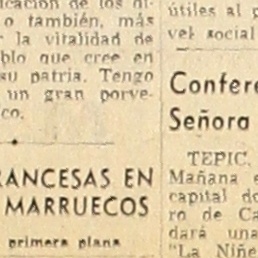 icación de los di-
o también, más
r la vitalidad de
blo que cree en
su patria. Tengo
un gran porve-
co.
RANCESAS EN
MARRUECOS
primera plana
útiles al p
vel social
Confere
Señora
TEPIC,
Mañana e
capital de
ro de Ca
dará una
"La Niñe